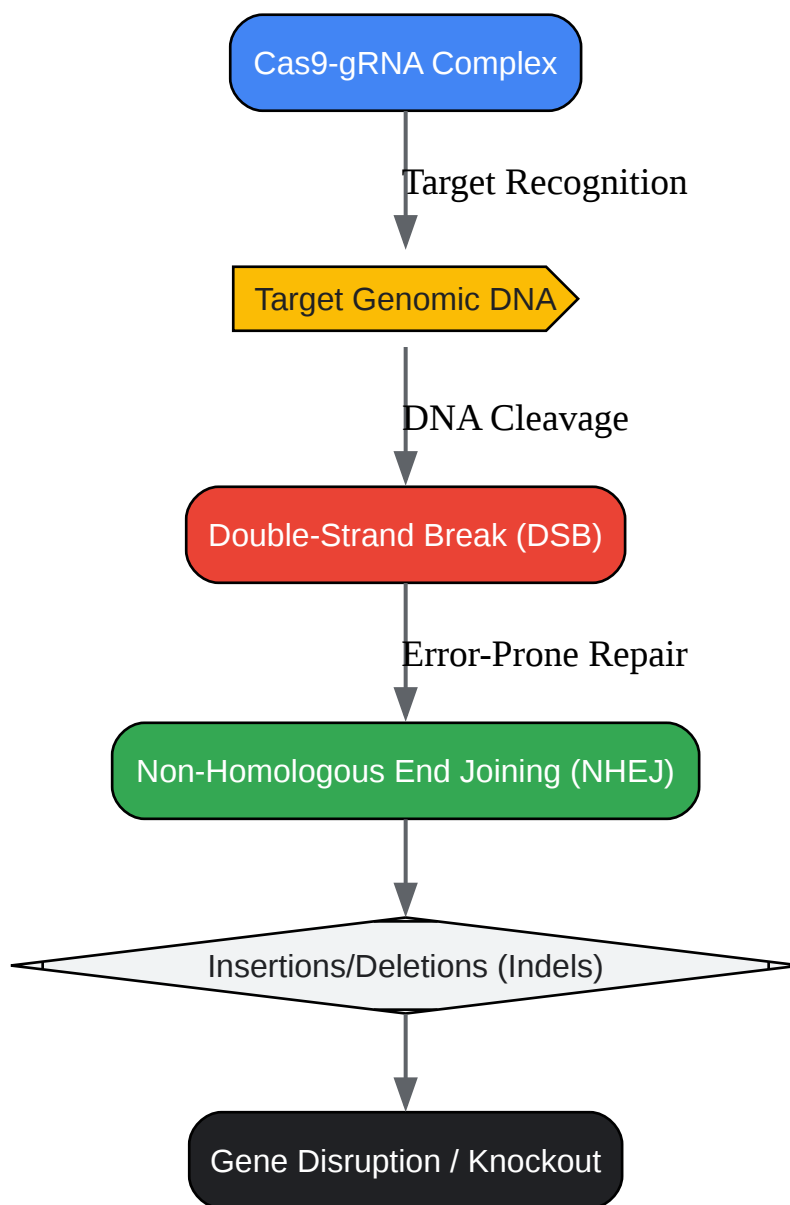 Cas9-gRNA Complex
Target Recognition
Target Genomic DNA
DNA Cleavage
Double-Strand Break (DSB)
Error-Prone Repair
Non-Homologous End Joining (NHEJ)
Insertions/Deletions (Indels)
Gene Disruption / Knockout